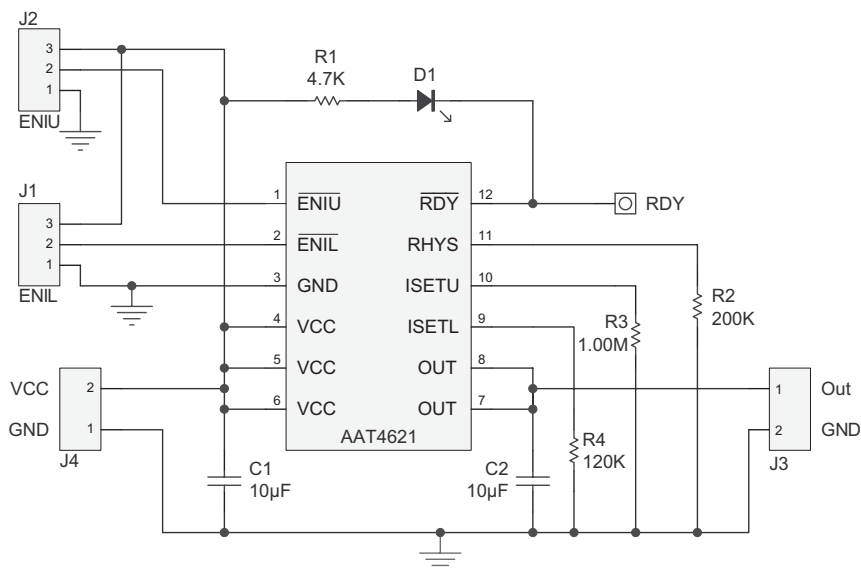 J2
3
2
1
ENIU
R1
4.7K
D1
J1
3
2
1
ENIL
1
ENIU
2
ENIL
3
GND
4
VCC
5
VCC
6
VCC
12
RDY
11
RHYS
10
ISETU
9
ISETL
8
OUT
7
OUT
AAT4621
RDY
R2
200K
R3
1.00M
R4
120K
VCC
2
GND
1
J4
C1
10µF
C2
10µF
1
Out
2
GND
J3